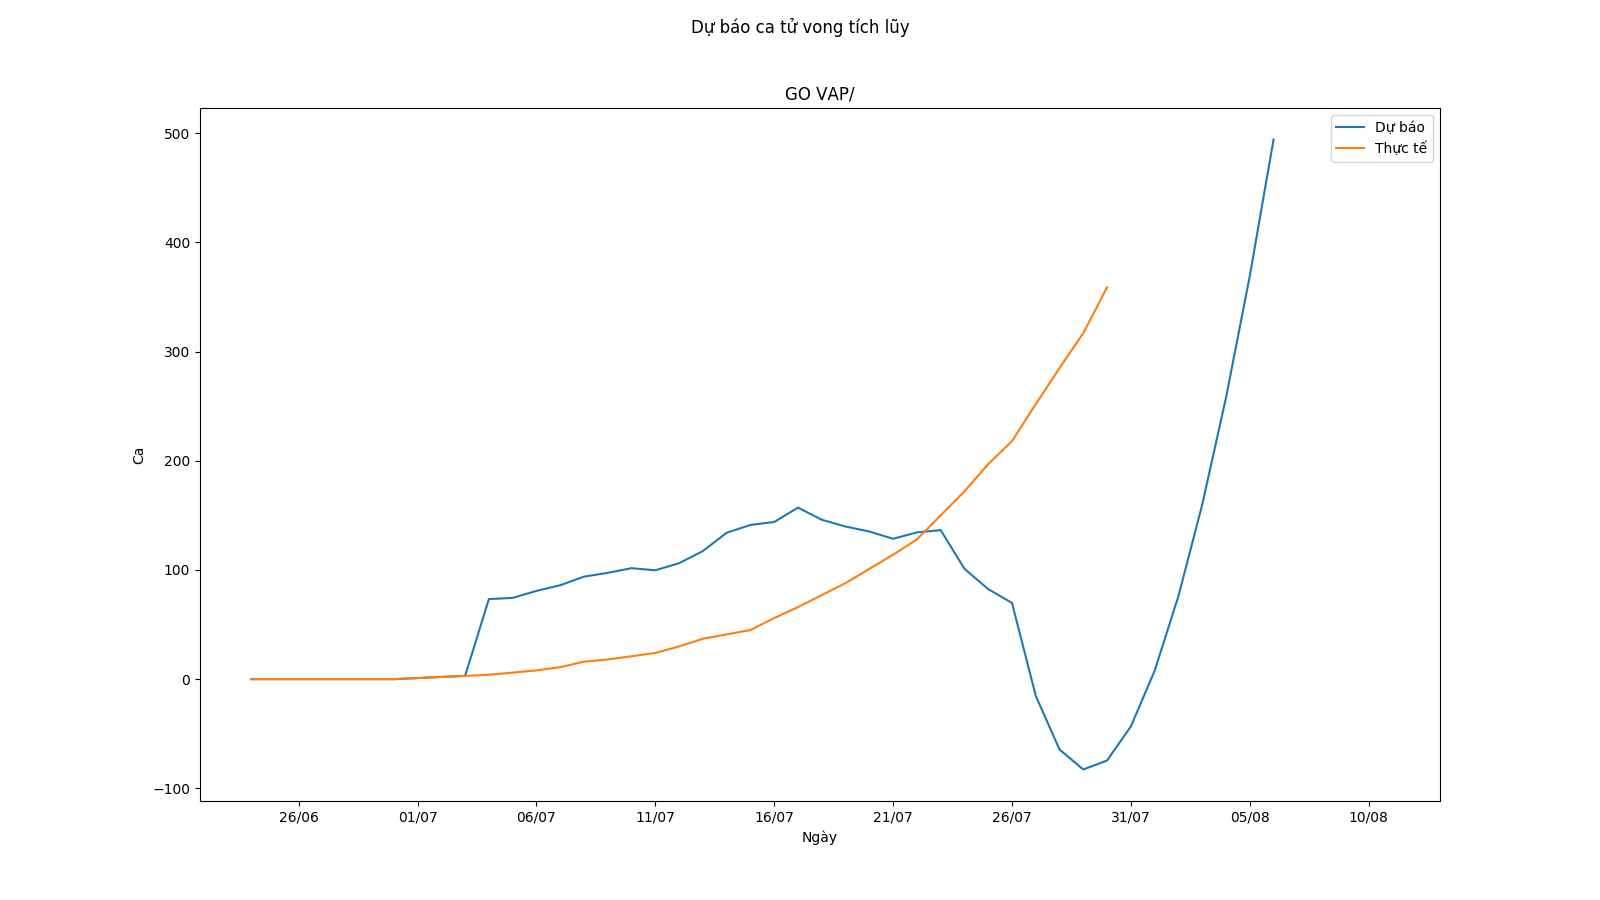 Dự báo ca tử vong tích lũy
GO VAP/
Dự báo
Thực tế
500
400
300
200
100
0
−100
Ca
26/06 01/07 06/07 11/07 16/07 21/07 26/07 31/07 05/08 10/08
Ngày